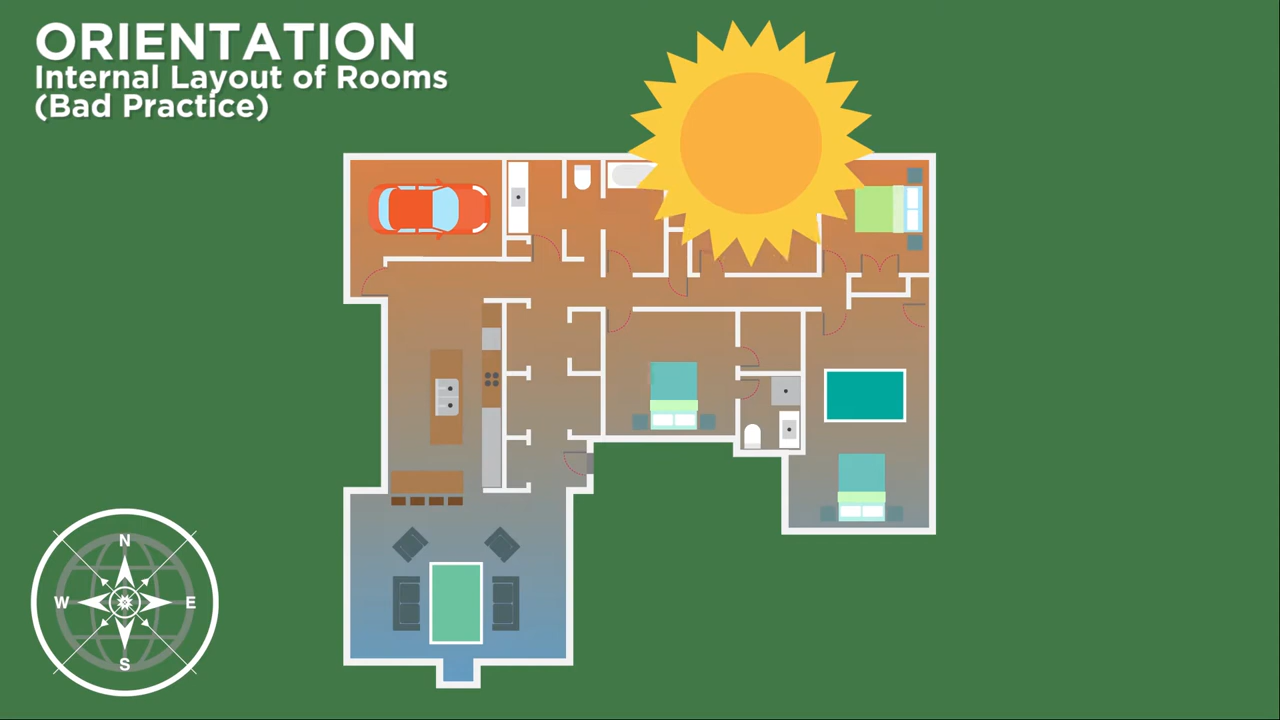 ORIENTATION
Internal Layout of Rooms
(Bad Practice)
N
W
E
S